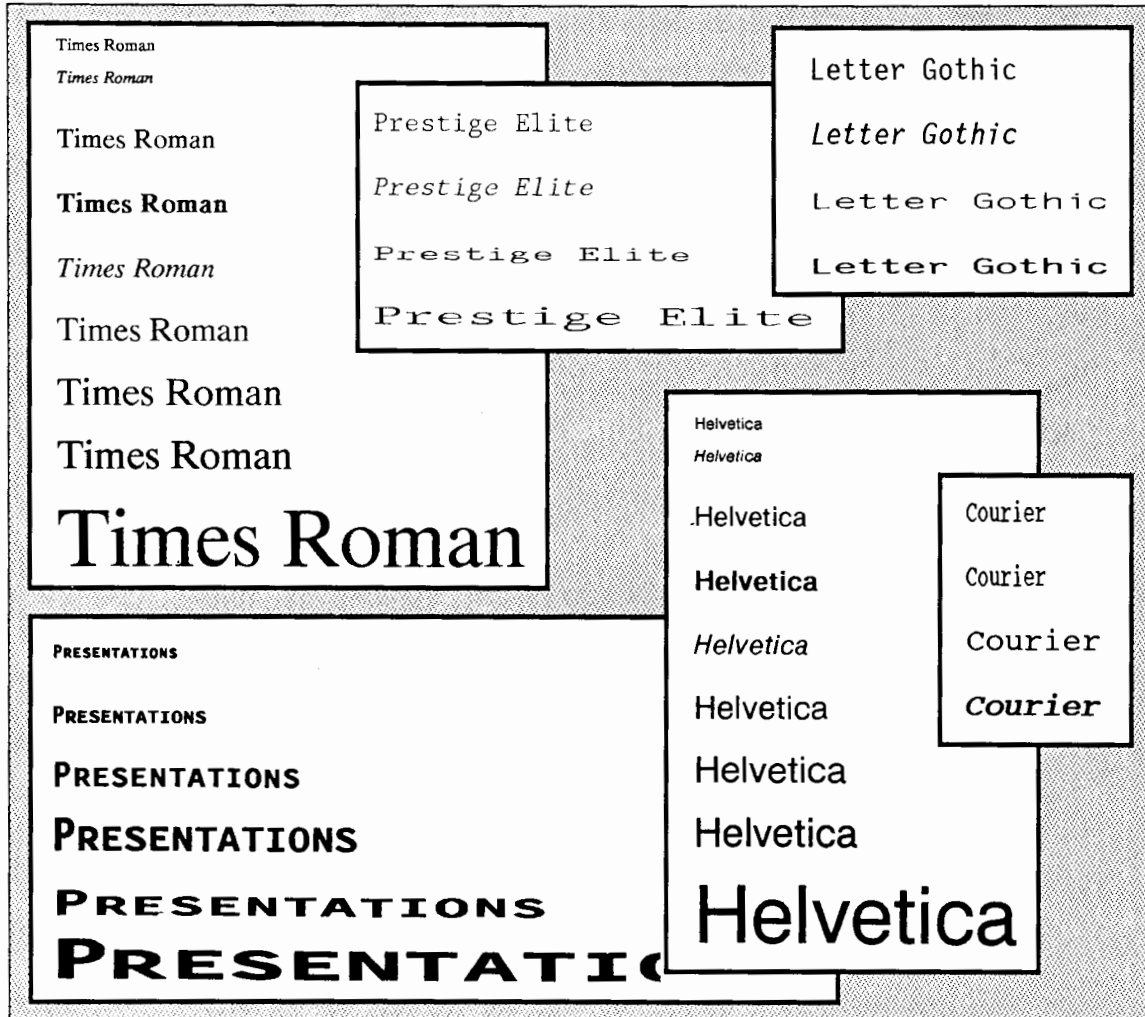 Times Roman
Times Roman
Times Roman
Times Roman
Times Roman
Times Roman
Times Roman
Times Roman
Times Roman
Prestige Elite
Prestige Elite
Prestige Elite
Prestige Elite
Letter Gothic
Letter Gothic
Letter Gothic
Letter Gothic
PRESENTATIONS
PRESENTATIONS
PRESENTATIONS
PRESENTATIONS
PRESENTATIONS
Helvetica
Helvetica
Helvetica
Helvetica
Helvetica
Helvetica
Helvetica
Helvetica
Helvetica
Courier
Courier
Courier
Courier